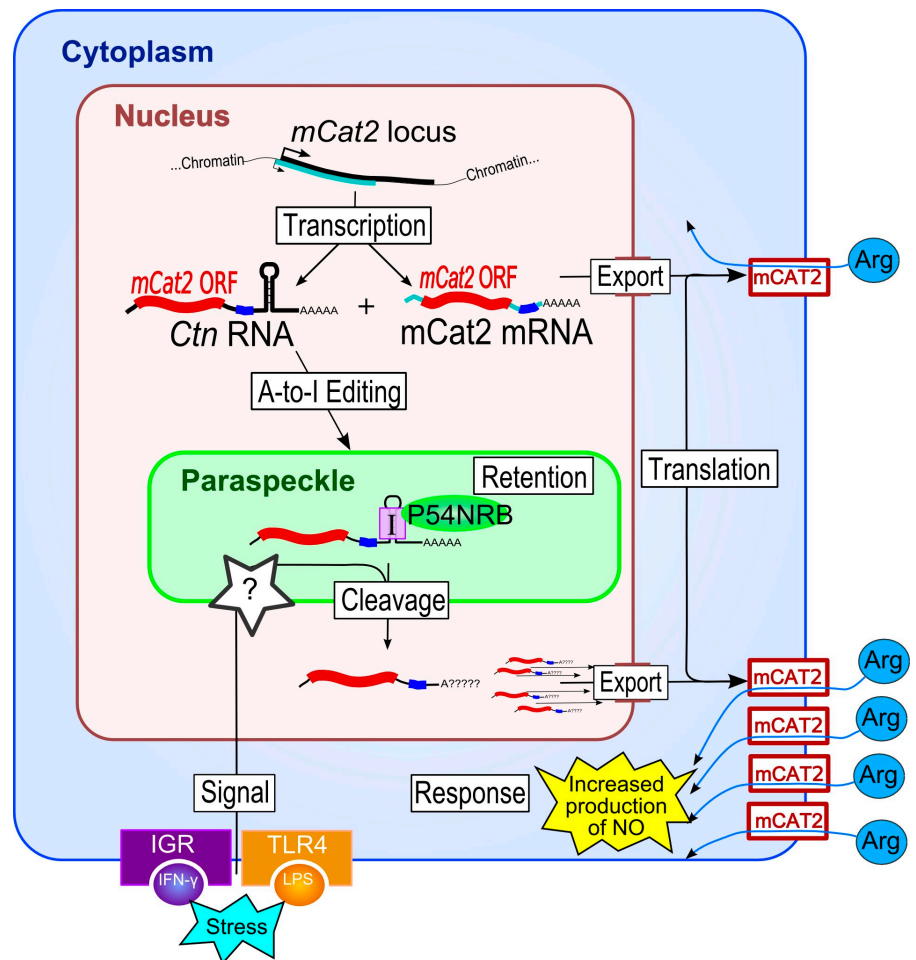 Cytoplasm
Nucleus
mCat2 locus
...Chromatin
Chromatin...
Transcription
mCat2 ORF
mCat2 ORF
AAAAA
+
AAAAA
Ctn RNA
mCat2 mRNA
Export
mCAT2
Arg
A-to-I Editing
Paraspeckle
Retention
Translation
I
P54NRB
AAAAA
?
Cleavage
A?????
A????
A????
A????
A????
Export
mCAT2
Arg
mCAT2
Arg
mCAT2
Arg
mCAT2
Arg
Signal
Response
Increased
production
of NO
IGR
TLR4
IFN-γ
LPS
Stress